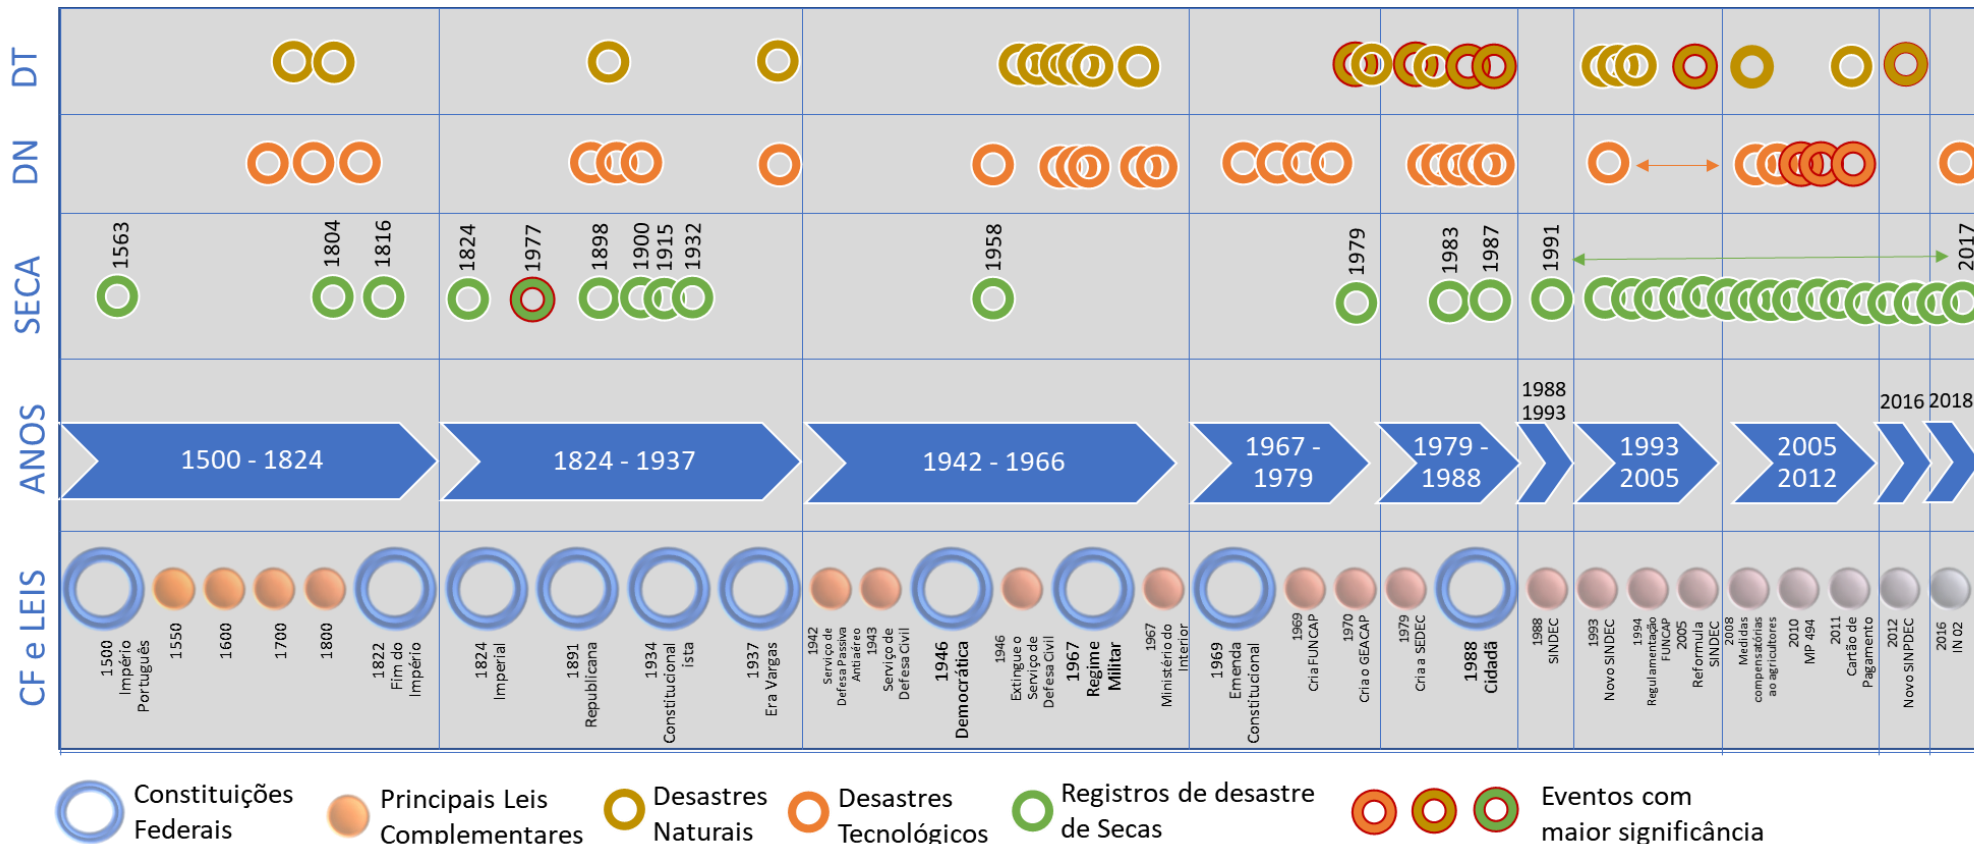 DT
DN
SECA
1563
1804
1816
1824
1977
1898
1900
1915
1932
1958
1979
1983
1987
1991
2017
ANOS
1500 - 1824
1824 - 1937
1942 - 1966
1967 -
1979
1979 -
1988
1988
1993
1993
2005
2005
2012
2016
2018
CF e LEIS
1500
Império
Português
1550
1600
1700
1800
1822
Fim do
Império
1824
Imperial
1891
Republicana
1934
Constitucional
ista
1937
Era Vargas
1942
Serviço de
Defesa Passiva
Antiaéreo
1943
Serviço de
Defesa Civil
1946
Democrática
1946
Extingue o
Serviço de
Defesa Civil
1967
Regime
Militar
1967
Ministério do
Interior
1969
Emenda
Constitucional
1969
Cria FUNCAP
1970
Cria o GEACAP
1979
Cria a SEDEC
1988
Cidadã
1988
SINDEC
1993
Novo SINDEC
1994
Regulamentação
FUNCAP
2005
Reformula
SINDEC
2008
Medidas
compensatórias
ao agricultores
2010
MP 494
2011
Cartão de
Pagamento
2012
Novo SINPDEC
2016
IN 02
Constituições
Federais
Principais Leis
Complementares
Desastres
Naturais
Desastres
Tecnológicos
Registros de desastre
de Secas
Eventos com
maior significância